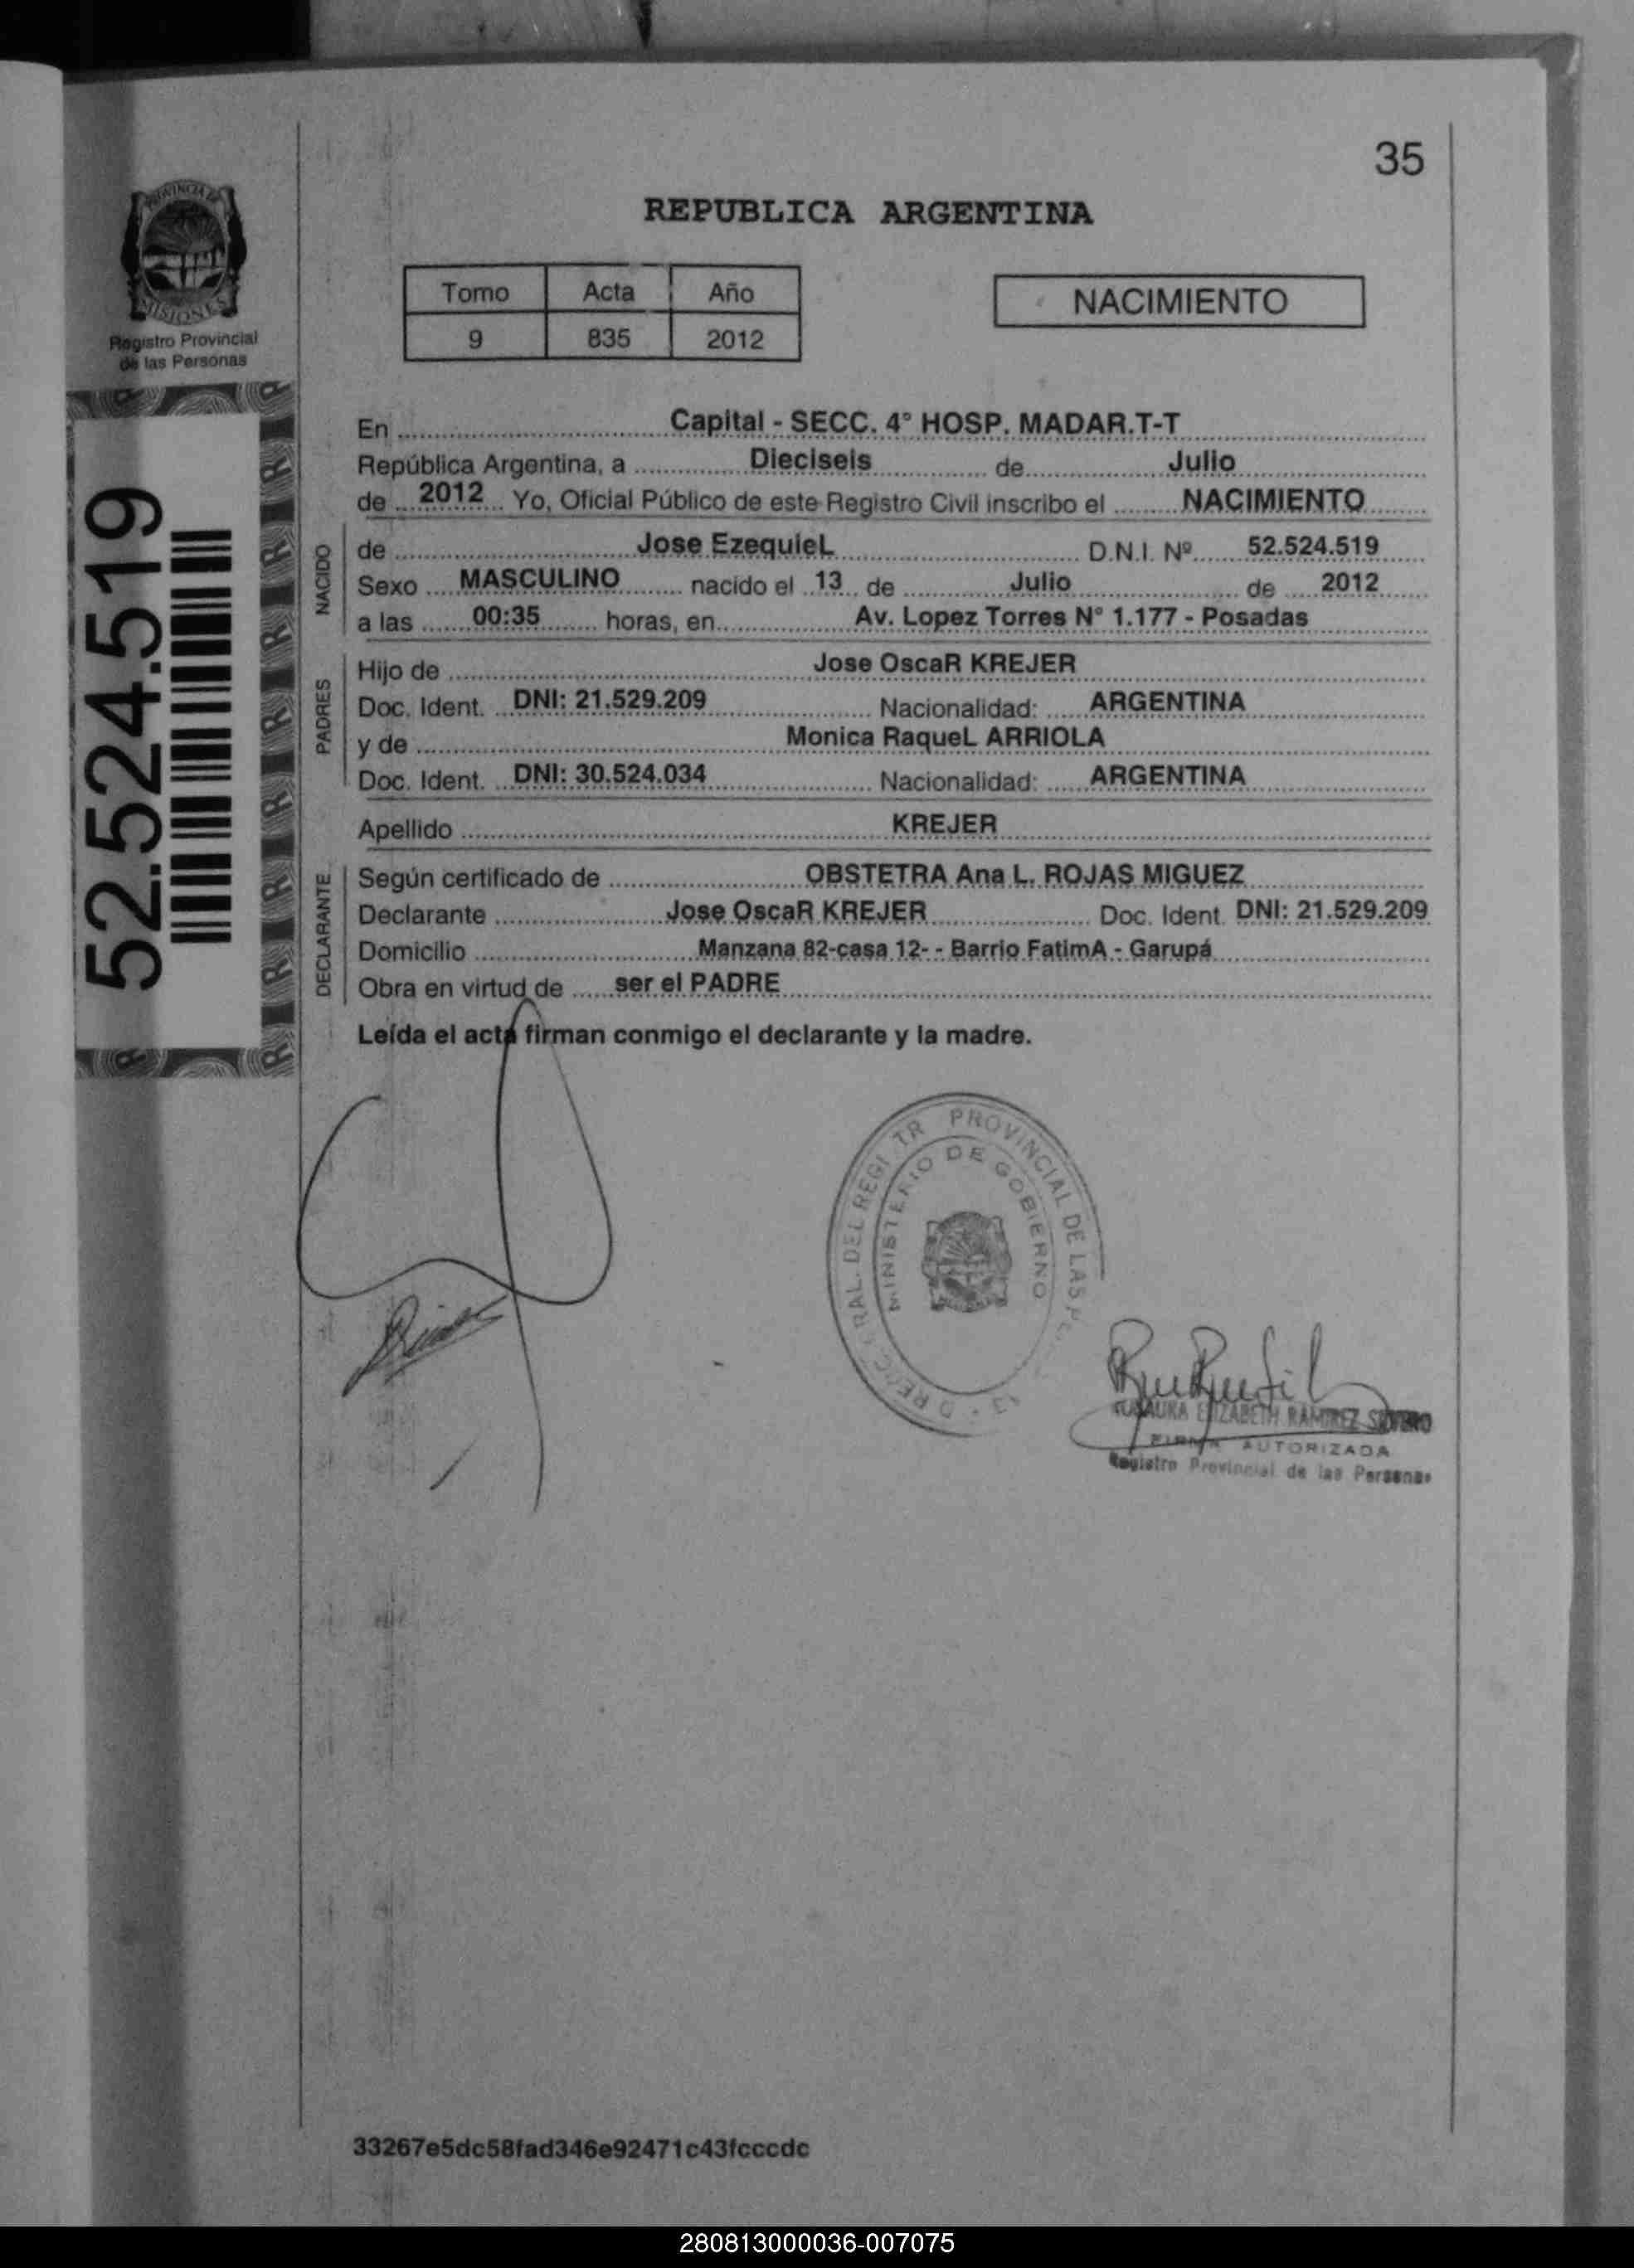 35
PROVINCIA DE
MISIONES
Registro Provincial
de las Personas
52.524.519
REPUBLICA ARGENTINA
Tomo Acta Año
9 835 2012
NACIMIENTO
En Capital - SECC. 4° HOSP. MADAR.T-T
República Argentina, a Dieciseis de Julio
de 2012 Yo, Oficial Público de este Registro Civil inscribo el NACIMIENTO
NACIDO
de Jose EzequieL D.N.I. Nº 52.524.519
Sexo MASCULINO nacido el 13 de Julio de 2012
a las 00:35 horas, en Av. Lopez Torres N° 1.177 - Posadas
PADRES
Hijo de Jose OscaR KREJER
Doc. Ident. DNI: 21.529.209 Nacionalidad: ARGENTINA
y de Monica RaqueL ARRIOLA
Doc. Ident. DNI: 30.524.034 Nacionalidad: ARGENTINA
Apellido KREJER
DECLARANTE
Según certificado de OBSTETRA Ana L. ROJAS MIGUEZ
Declarante Jose OscaR KREJER Doc. Ident. DNI: 21.529.209
Domicilio Manzana 82-casa 12- - Barrio FatimA - Garupá
Obra en virtud de ser el PADRE
Leída el acta firman conmigo el declarante y la madre.
PROVINCIAL DE LAS
MINISTERIO DE GOBIERNO
ELIZABETH RAMIREZ
FIRMA AUTORIZADA
Registro Provincial de las Personas
33267e5dc58fad346e92471c43fcccdc
280813000036-007075